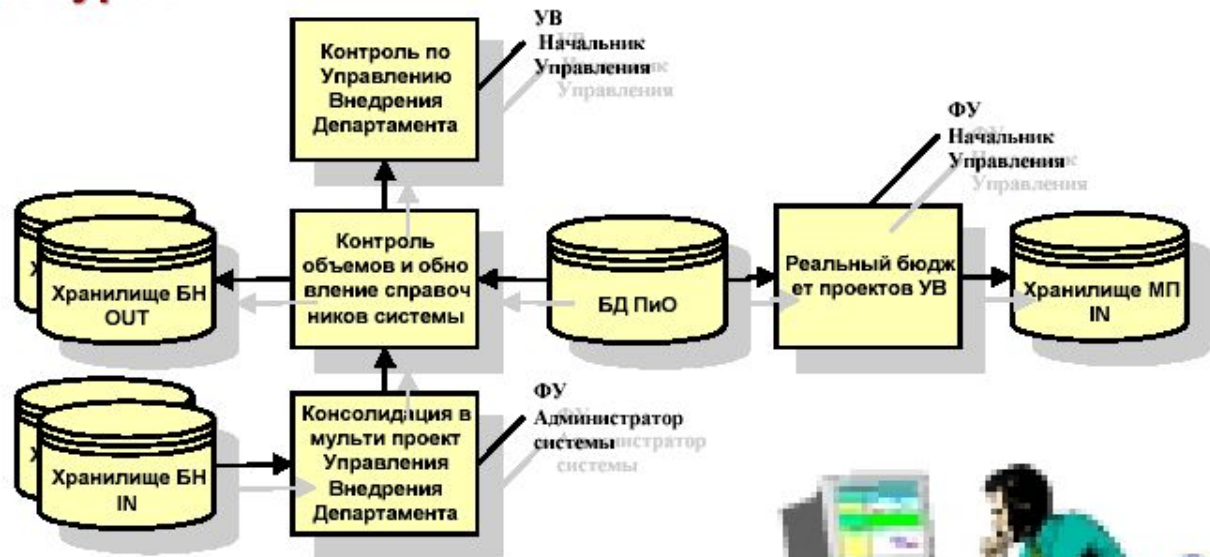 УВ
Начальник
Управления
Контроль по
Управлению
Внедрения
Департамента
ФУ
Начальник
Управления
Контроль
объемов и обно
вление справоч
ников системы
Хранилище БН
OUT
БД ПиО
Реальный бюдж
ет проектов УВ
Хранилище МП
IN
ФУ
Администратор
системы
Консолидация в
мульти проект
Управления
Внедрения
Департамента
Хранилище БН
IN